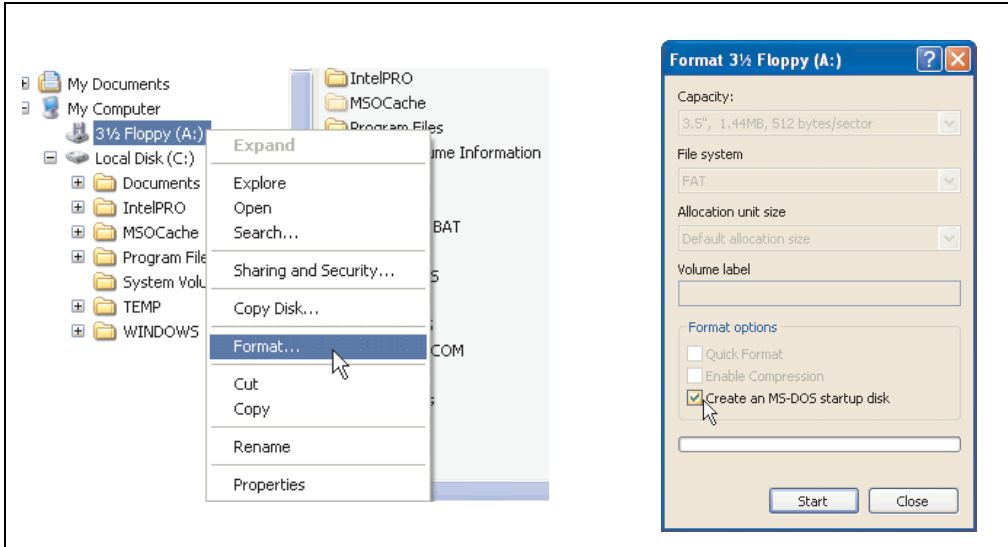 My Documents
My Computer
3½ Floppy (A:)
Local Disk (C:)
Documents
IntelPRO
MSOCache
Program File
System Volu
TEMP
WINDOWS
IntelPRO
MSOCache
Program Files
ume Information
BAT
S
COM
Expand
Explore
Open
Search...
Sharing and Security...
Copy Disk...
Format...
Cut
Copy
Rename
Properties
Format 3½ Floppy (A:)
Capacity:
3.5", 1.44MB, 512 bytes/sector
File system
FAT
Allocation unit size
Default allocation size
Volume label
Format options
Quick Format
Enable Compression
Create an MS-DOS startup disk
Start
Close